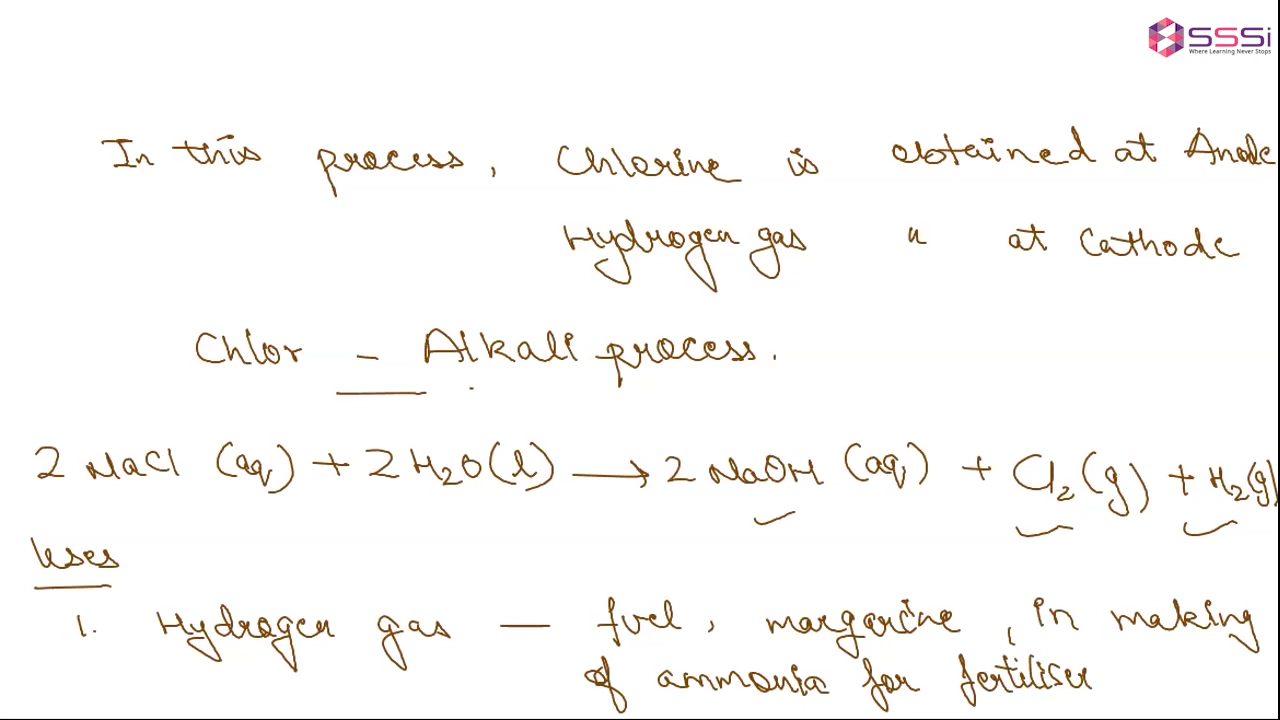 SSSi
Where Learning Never Stops
In this process, Chlorine is obtained at Anode
Hydrogen gas " at Cathode
Chlor - Alkali process.
2 NaCl (aq) + 2 H₂O(l) → 2 NaOH (aq) + Cl₂(g) + H₂(g)
Uses
1. Hydrogen gas — fuel, margarine, in making
of ammonia for fertiliser